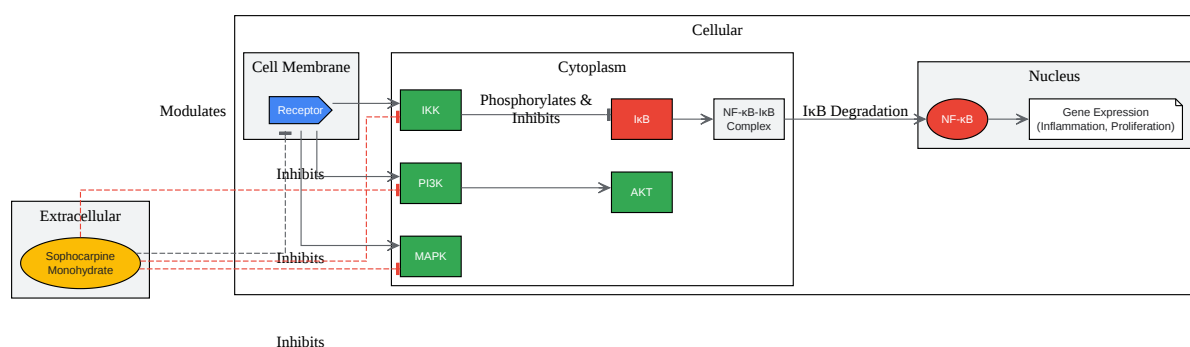 Cellular
Cell Membrane
Cytoplasm
Nucleus
Modulates
Receptor
IKK
Phosphorylates &
Inhibits
IκB
NF-κB-IκB
Complex
IκB Degradation
NF-κB
Gene Expression
(Inflammation, Proliferation)
Inhibits
PI3K
AKT
Extracellular
Sophocarpine
Monohydrate
Inhibits
MAPK
Inhibits